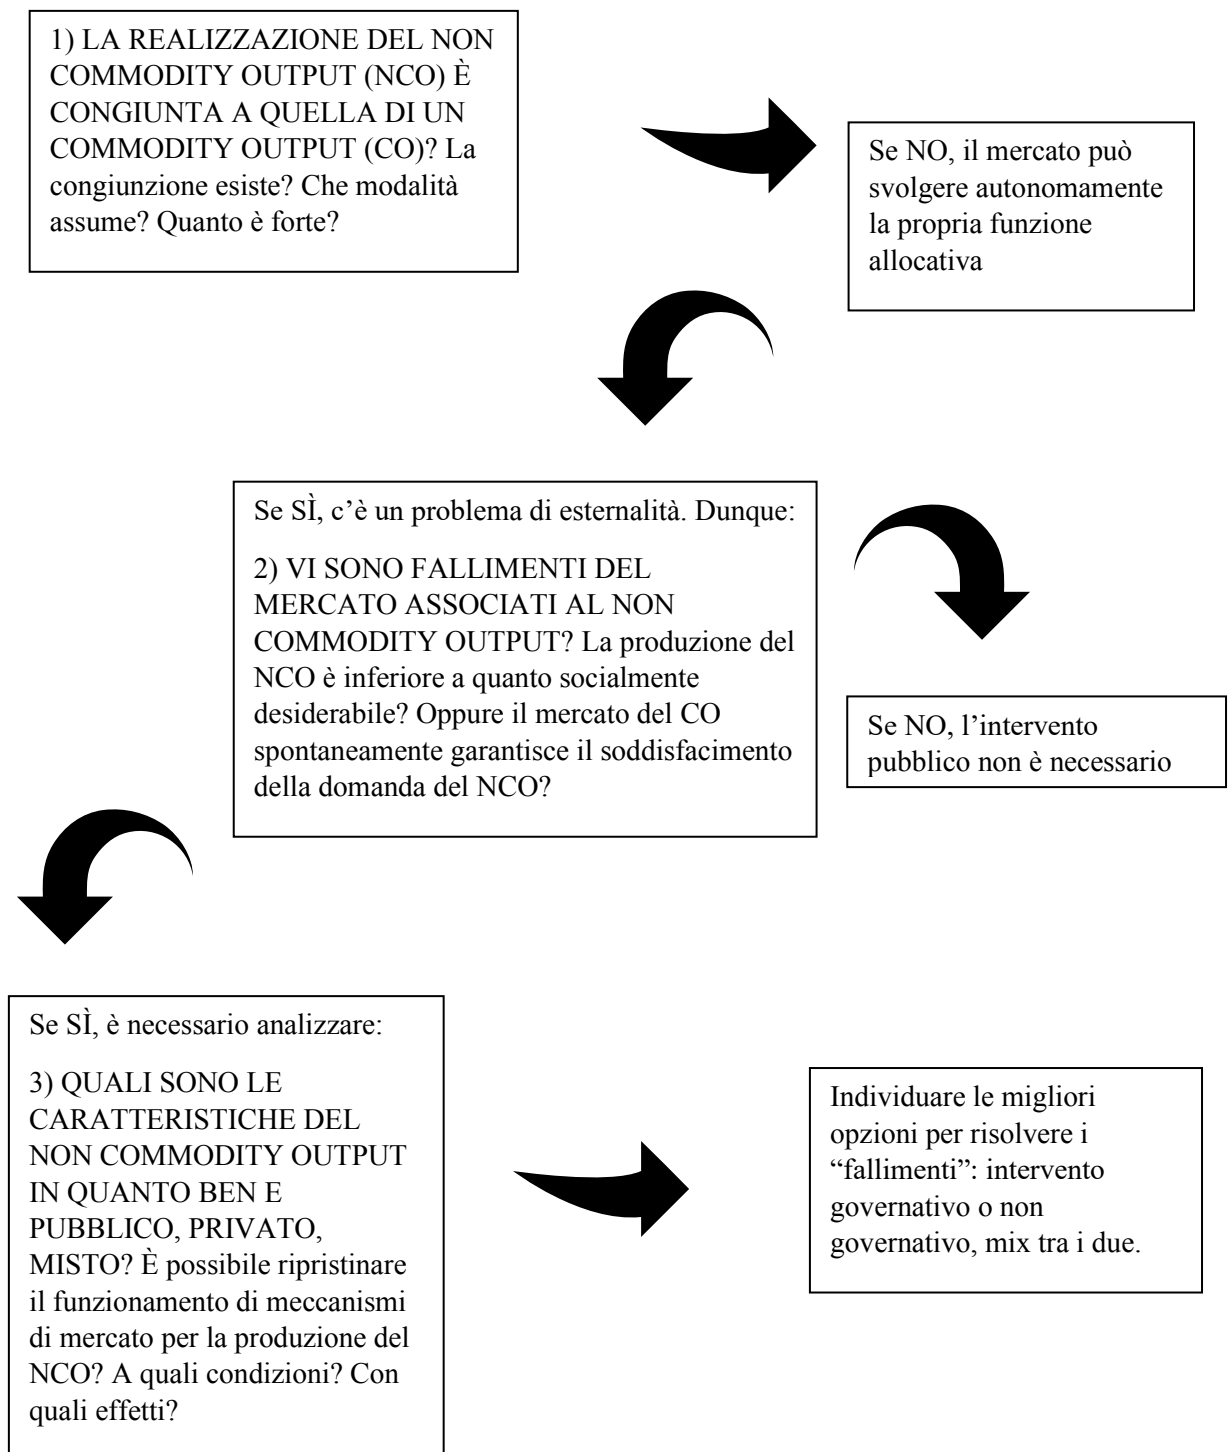 1) LA REALIZZAZIONE DEL NON
COMMODITY OUTPUT (NCO) È
CONGIUNTA A QUELLA DI UN
COMMODITY OUTPUT (CO)? La
congiunzione esiste? Che modalità
assume? Quanto è forte?
Se NO, il mercato può
svolgere autonomamente
la propria funzione
allocativa
Se SÌ, c’è un problema di esternalità. Dunque:
2) VI SONO FALLIMENTI DEL
MERCATO ASSOCIATI AL NON
COMMODITY OUTPUT? La produzione del
NCO è inferiore a quanto socialmente
desiderabile? Oppure il mercato del CO
spontaneamente garantisce il soddisfacimento
della domanda del NCO?
Se NO, l’intervento
pubblico non è necessario
Se SÌ, è necessario analizzare:
3) QUALI SONO LE
CARATTERISTICHE DEL
NON COMMODITY OUTPUT
IN QUANTO BEN E
PUBBLICO, PRIVATO,
MISTO? È possibile ripristinare
il funzionamento di meccanismi
di mercato per la produzione del
NCO? A quali condizioni? Con
quali effetti?
Individuare le migliori
opzioni per risolvere i
“fallimenti”: intervento
governativo o non
governativo, mix tra i due.